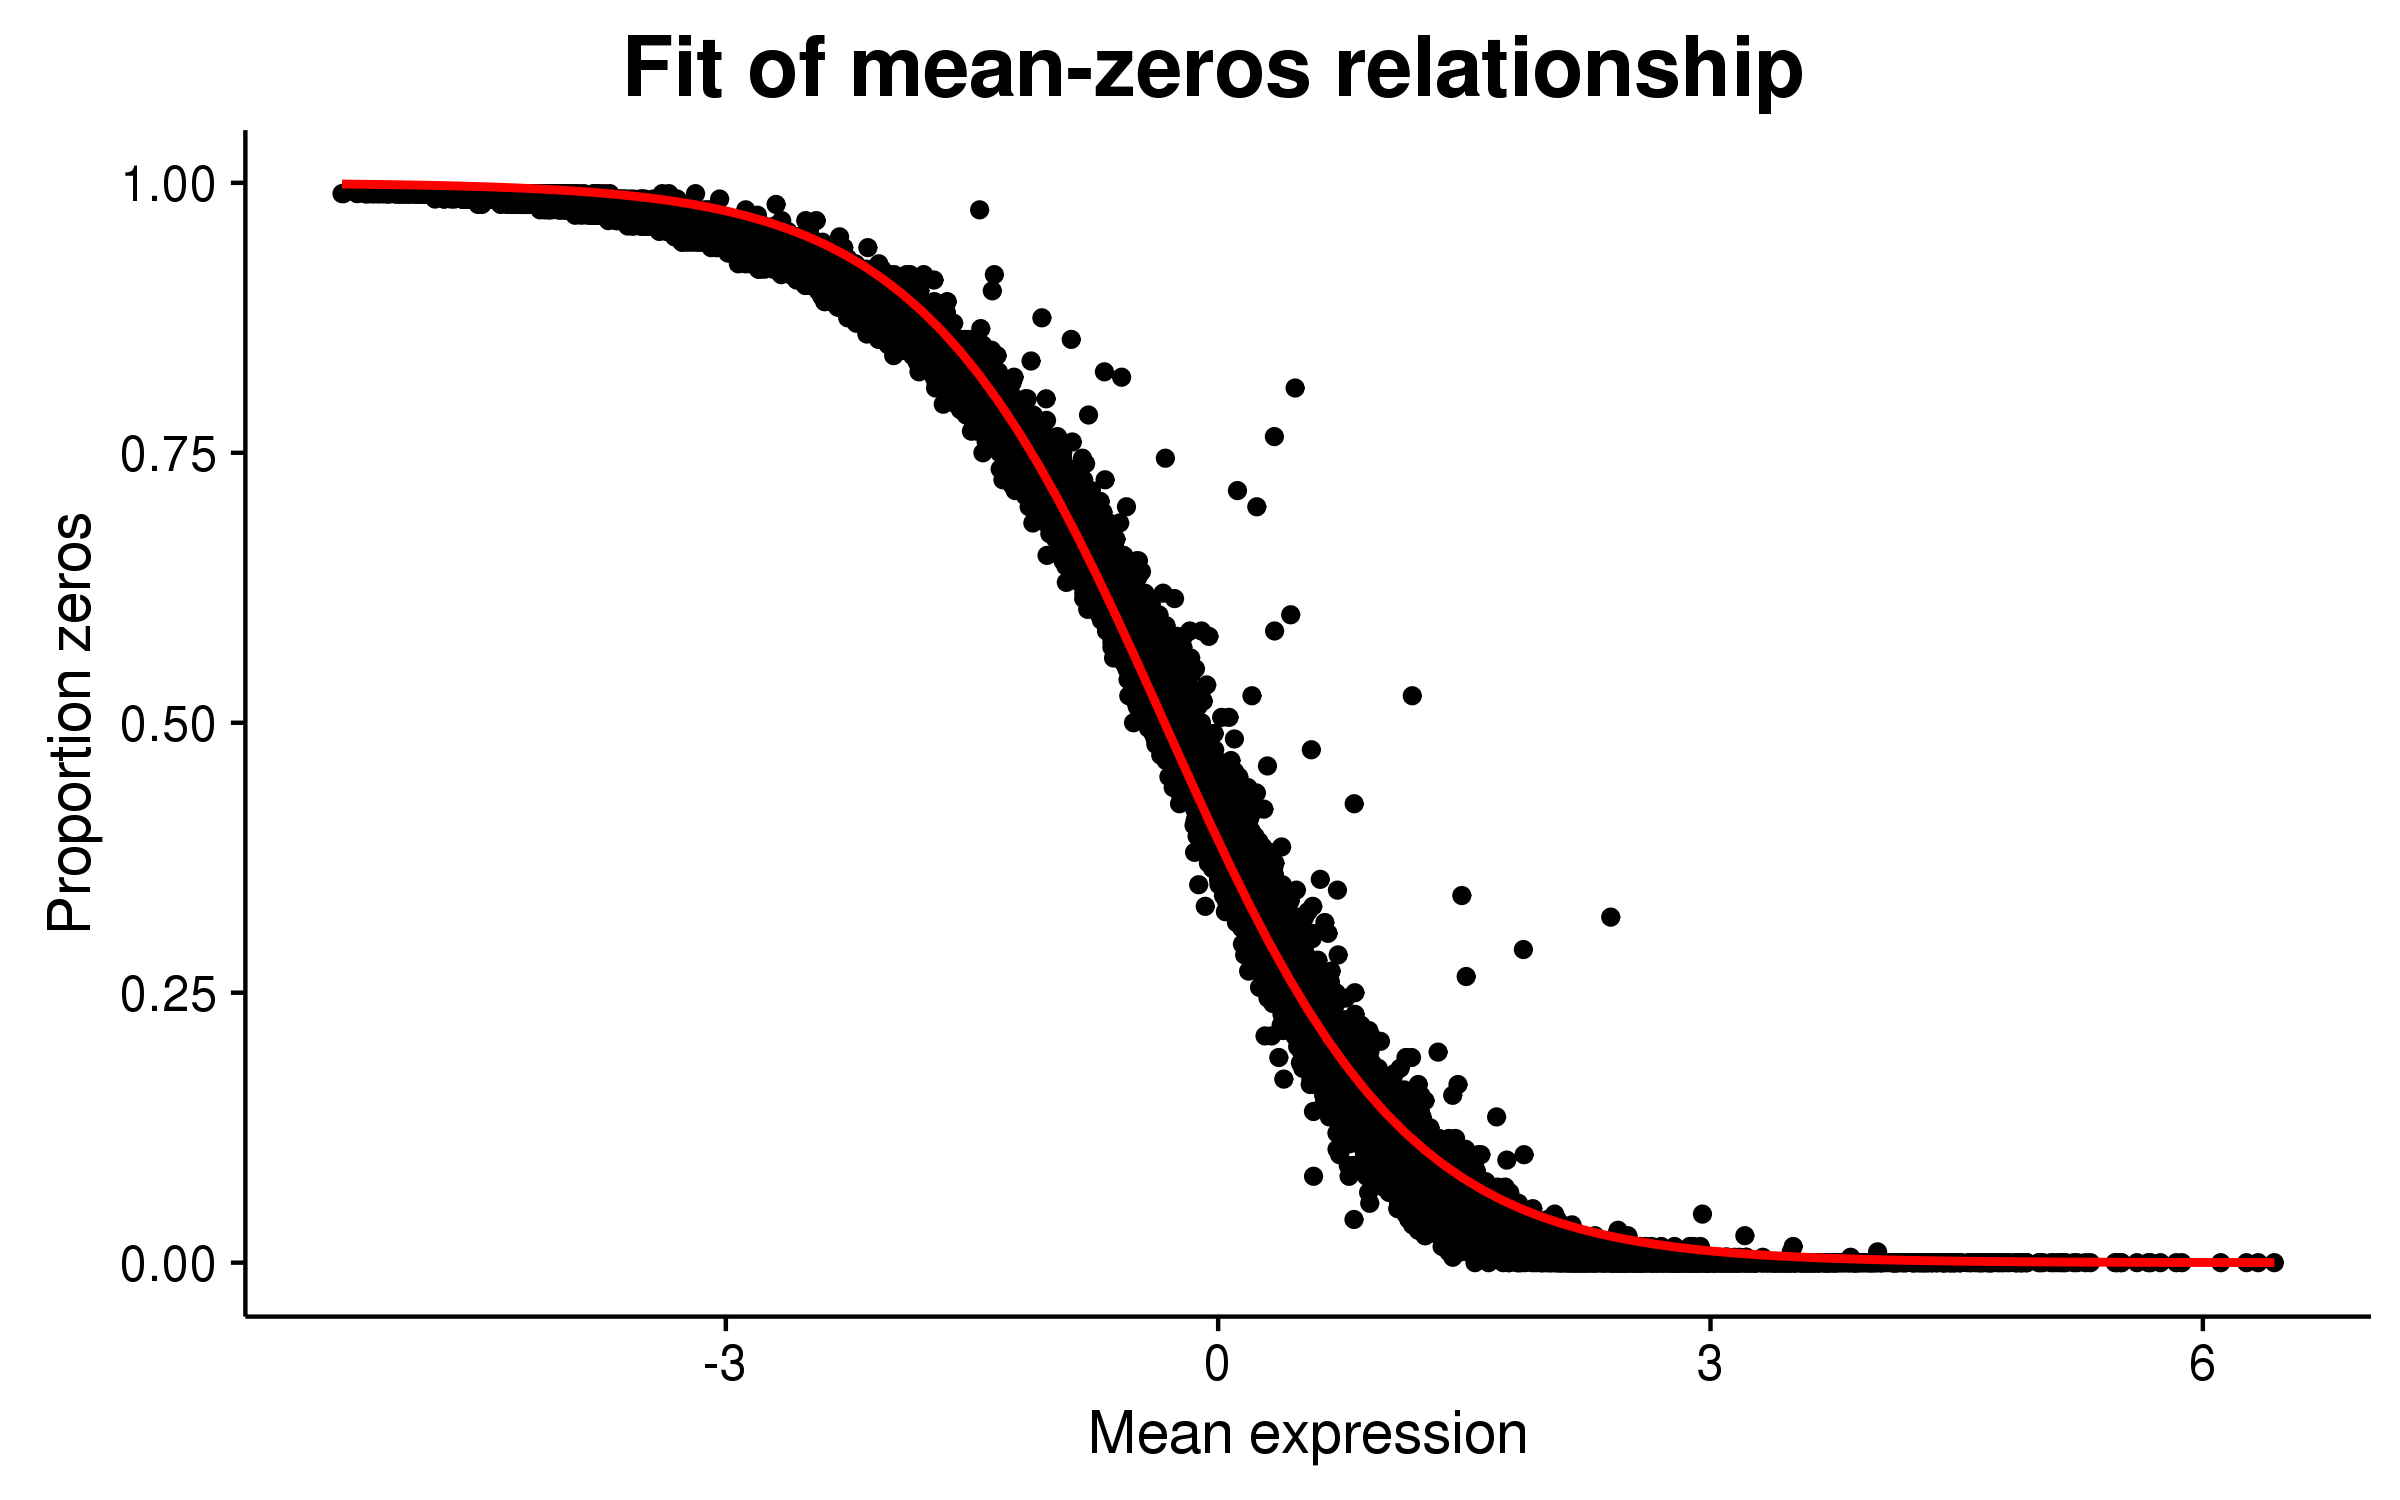 Fit of mean-zeros relationship
1.00
0.75
0.50
0.25
0.00
Proportion zeros
-3 0 3 6
Mean expression